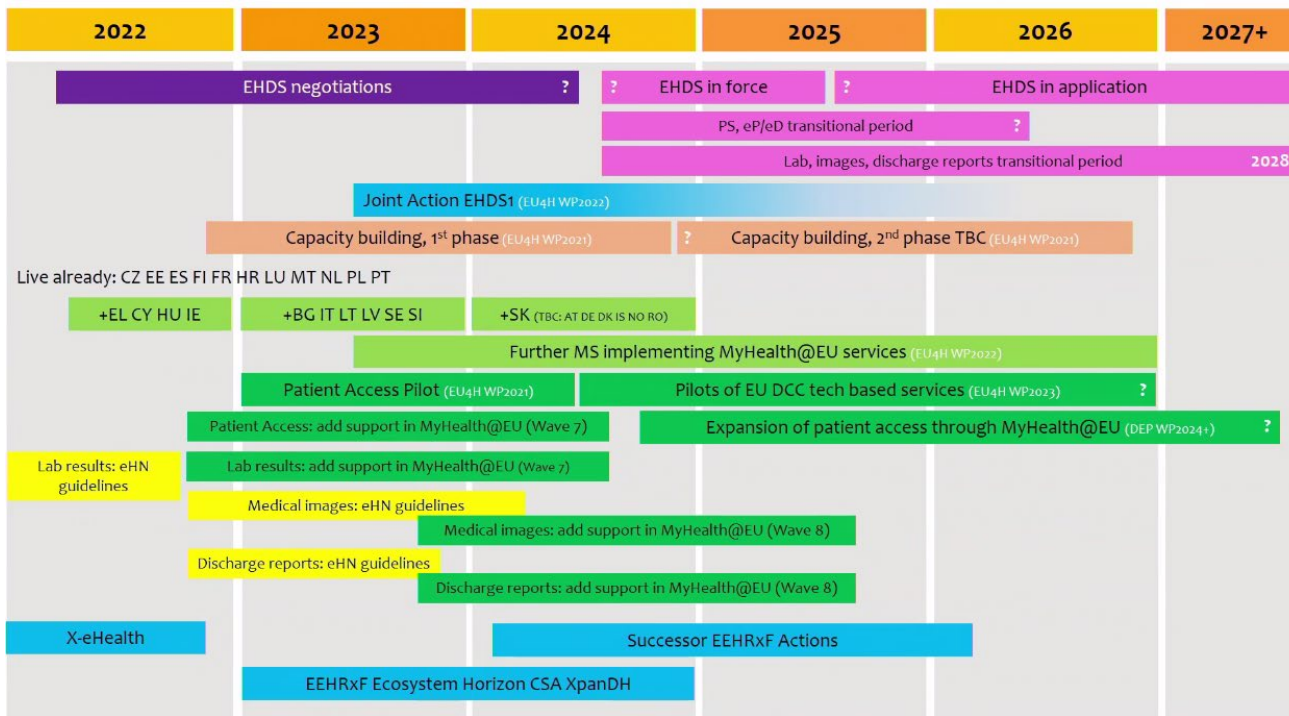 2022 2023 2024 2025 2026 2027+
EHDS negotiations ? ? EHDS in force ? EHDS in application
PS, eP/eD transitional period ?
Lab, images, discharge reports transitional period 2028
Joint Action EHDS1 (EU4H WP2022)
Capacity building, 1st phase (EU4H WP2021) ? Capacity building, 2nd phase TBC (EU4H WP2021)
Live already: CZ EE ES FI FR HR LU MT NL PL PT
+EL CY HU IE +BG IT LT LV SE SI +SK (TBC: AT DE DK IS NO RO)
Further MS implementing MyHealth@EU services (EU4H WP2022)
Patient Access Pilot (EU4H WP2021) Pilots of EU DCC tech based services (EU4H WP2023) ?
Patient Access: add support in MyHealth@EU (Wave 7) Expansion of patient access through MyHealth@EU (DEP WP2024+) ?
Lab results: eHN
guidelines
Lab results: add support in MyHealth@EU (Wave 7)
Medical images: eHN guidelines
Medical images: add support in MyHealth@EU (Wave 8)
Discharge reports: eHN guidelines
Discharge reports: add support in MyHealth@EU (Wave 8)
X-eHealth Successor EEHRxF Actions
EEHRxF Ecosystem Horizon CSA XpanDH